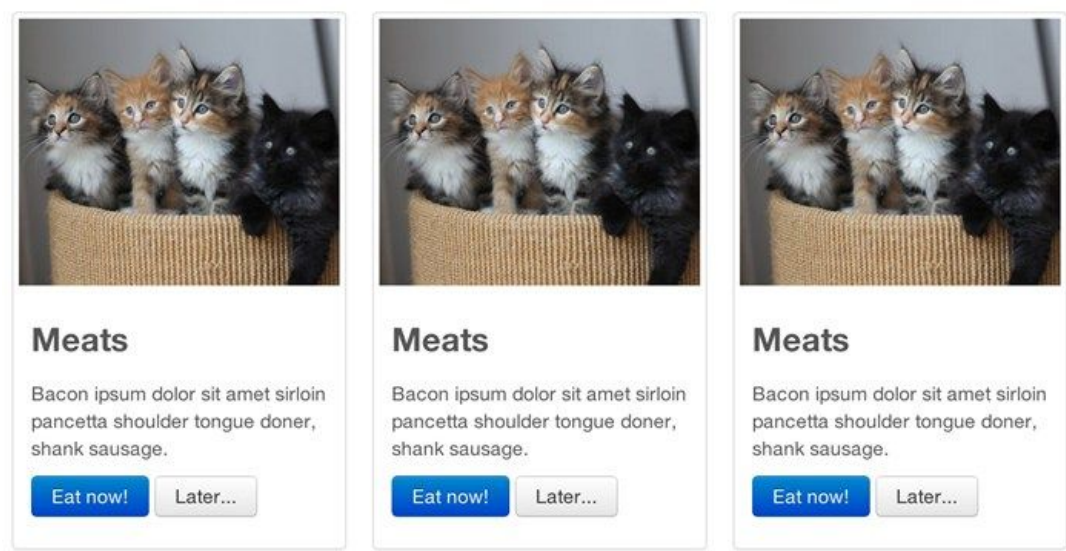 Meats
Bacon ipsum dolor sit amet sirloin
pancetta shoulder tongue doner,
shank sausage.
Eat now! Later...
Meats
Bacon ipsum dolor sit amet sirloin
pancetta shoulder tongue doner,
shank sausage.
Eat now! Later...
Meats
Bacon ipsum dolor sit amet sirloin
pancetta shoulder tongue doner,
shank sausage.
Eat now! Later...